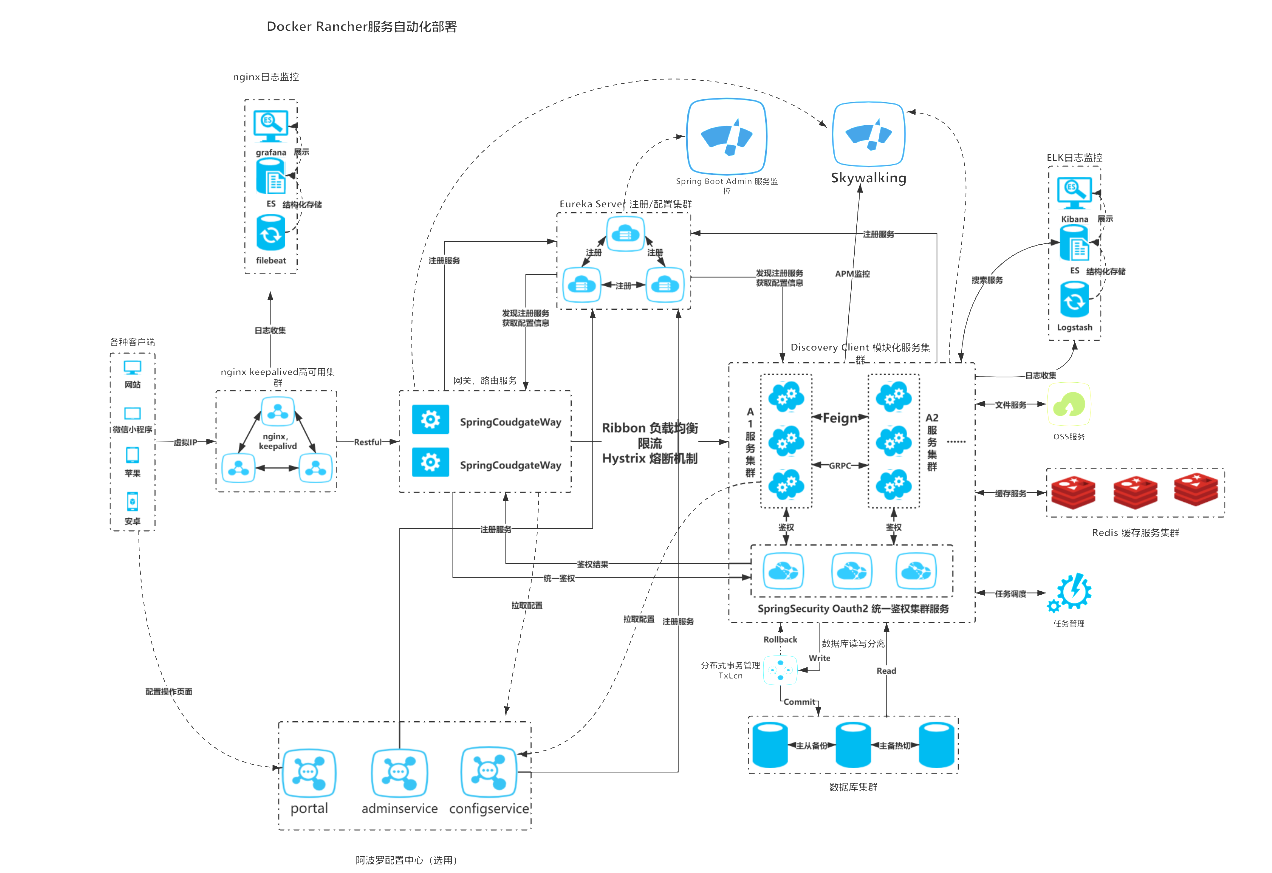 Docker Rancher服务自动化部署
nginx日志监控
grafana
展示
ES
结构化存储
filebeat
日志收集
各种客户端
网站
微信小程序
苹果
安卓
虚拟IP
nginx keepalived高可用集
群
nginx，
keepalivd
Restful
网关，路由服务
SpringCoudgateWay
SpringCoudgateWay
注册服务
Eureka Server 注册/配置集群
注册
注册
注册
发现注册服务
获取配置信息
发现注册服务
获取配置信息
Spring Boot Admin 服务监
控
Skywalking
注册服务
APM监控
ELK日志监控
Kibana
展示
ES
结构化存储
Logstash
搜索服务
日志收集
Discovery Client 模块化服务集
群
Ribbon 负载均衡
限流
Hystrix 熔断机制
A
1
服
务
集
群
Feign
GRPC
A2
服
务
集
群
......
鉴权
鉴权
SpringSecurity Oauth2 统一鉴权集群服务
文件服务
OSS服务
缓存服务
Redis 缓存服务集群
任务调度
任务管理
注册服务
鉴权结果
统一鉴权
拉取配置
拉取配置
注册服务
Rollback
数据库读写分离
Write
分布式事务管理
TxLcn
Read
Commit
主从备份
主备热切
数据库集群
配置操作页面
portal
adminservice
configservice
阿波罗配置中心（选用）